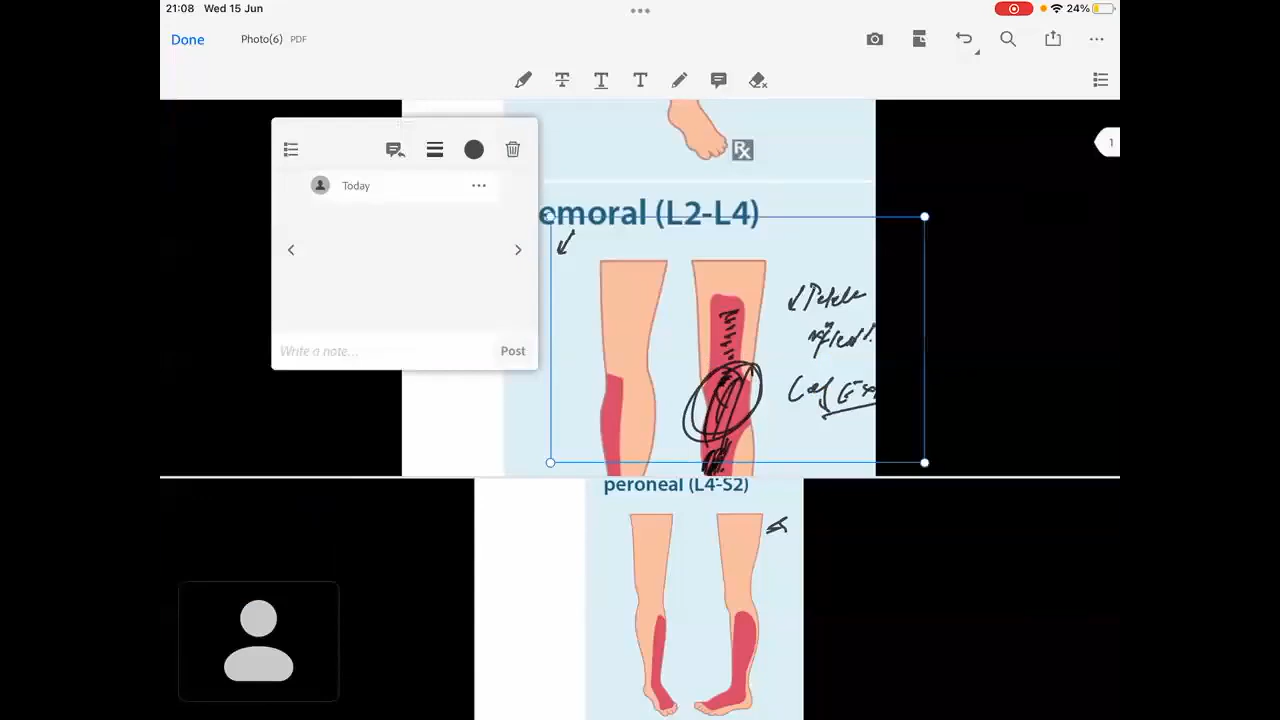 21:08 Wed 15 Jun
24%
Done
Photo(6) PDF
T T T
1
Today
Write a note...
Post
Rx
emoral (L2-L4)
peroneal (L4-S2)